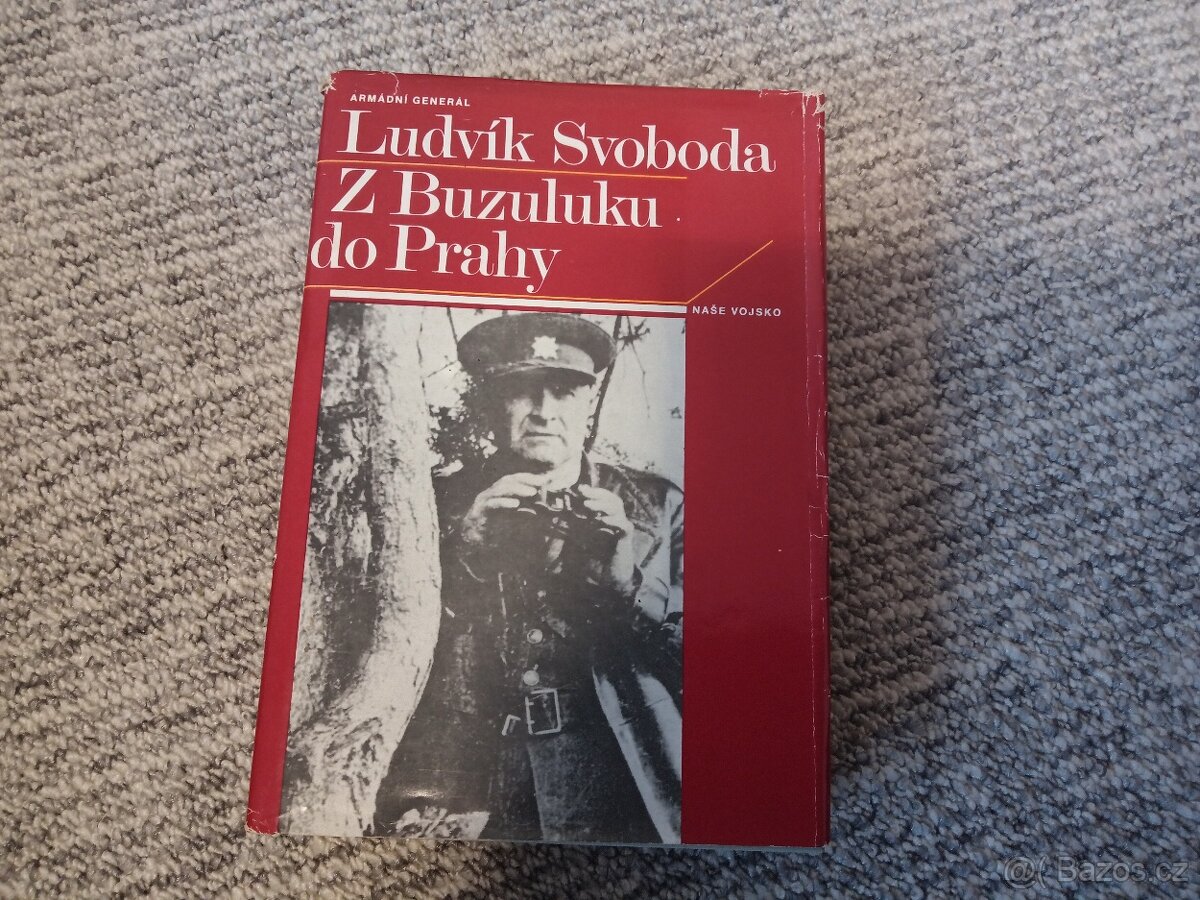 ARMÁDNÍ GENERÁL
Ludvík Svoboda
Z Buzuluku
do Prahy
NAŠE VOJSKO
@( Bazos.cz